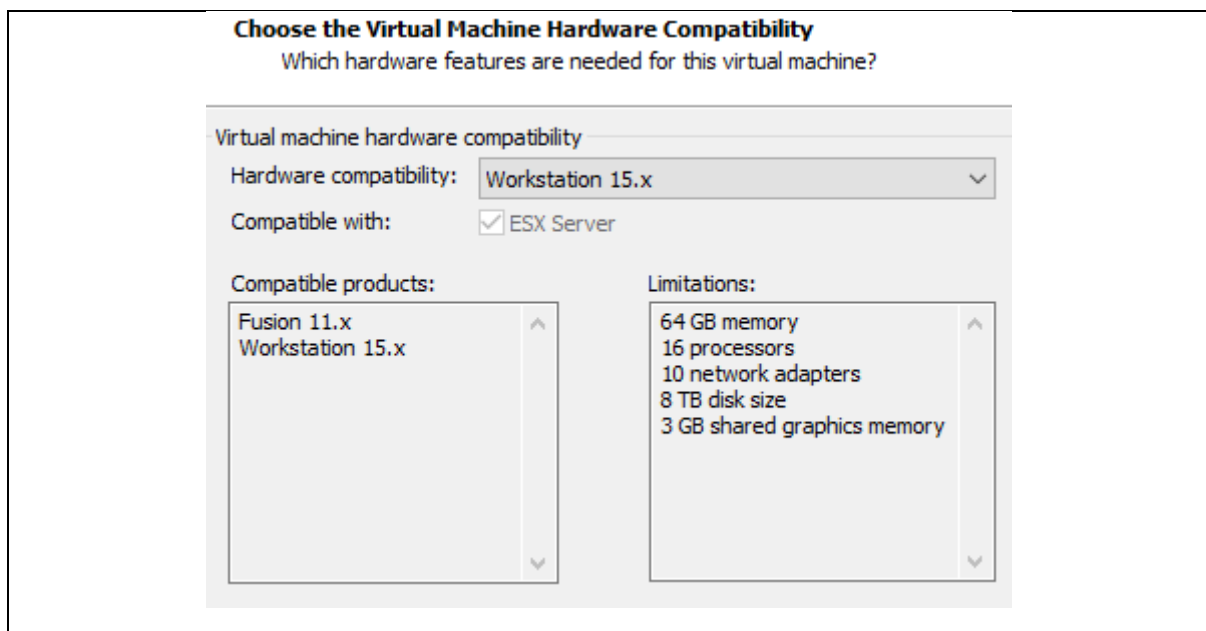 Choose the Virtual Machine Hardware Compatibility
Which hardware features are needed for this virtual machine?
Virtual machine hardware compatibility
Hardware compatibility: Workstation 15.x
Compatible with: ESX Server
Compatible products:
Fusion 11.x
Workstation 15.x
Limitations:
64 GB memory
16 processors
10 network adapters
8 TB disk size
3 GB shared graphics memory